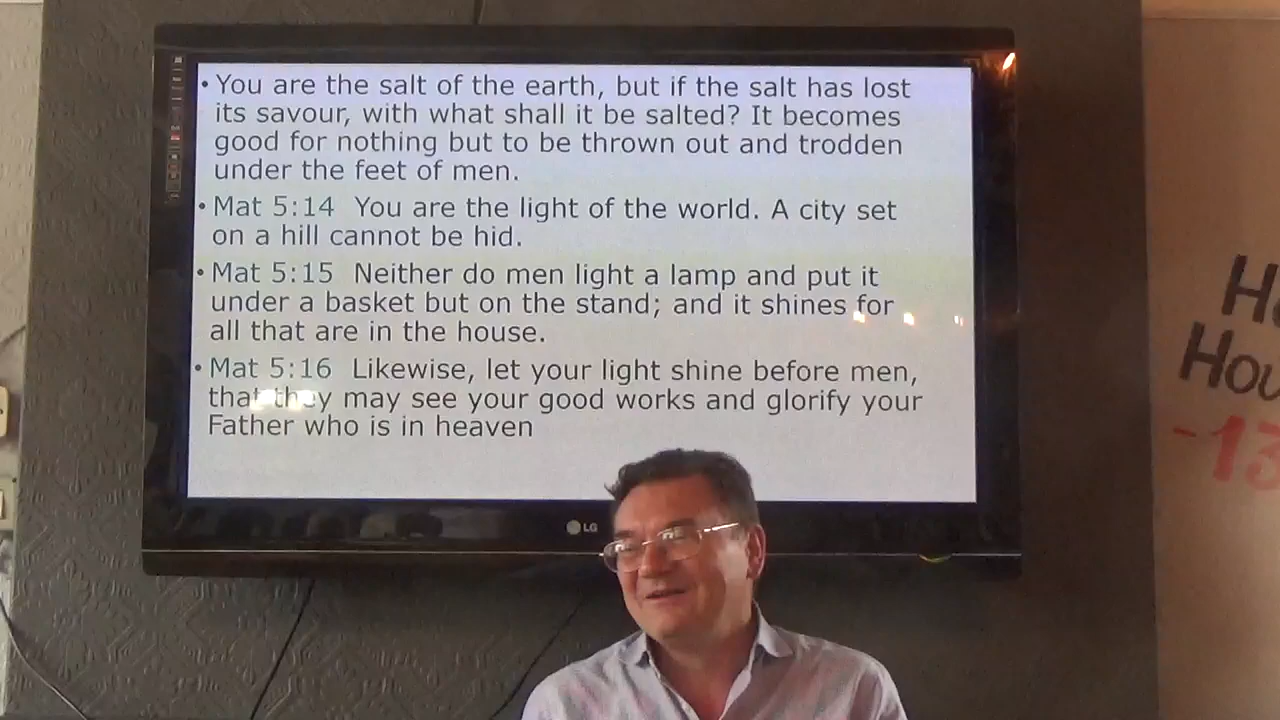 • You are the salt of the earth, but if the salt has lost
its savour, with what shall it be salted? It becomes
good for nothing but to be thrown out and trodden
under the feet of men.
• Mat 5:14 You are the light of the world. A city set
on a hill cannot be hid.
• Mat 5:15 Neither do men light a lamp and put it
under a basket but on the stand; and it shines for
all that are in the house.
• Mat 5:16 Likewise, let your light shine before men,
that they may see your good works and glorify your
Father who is in heaven
LG
-13